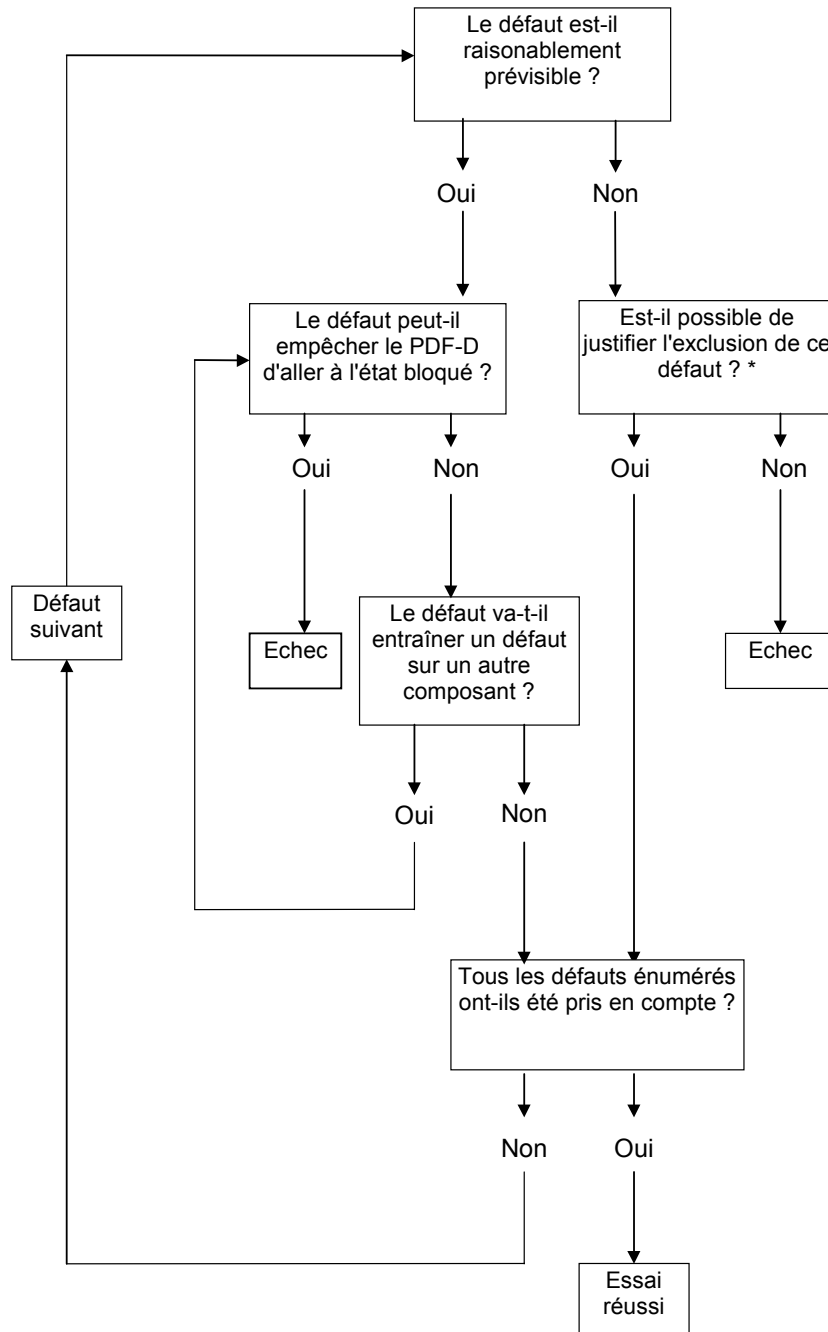 Le défaut est-il
raisonablement
prévisible ?
Oui
Non
Le défaut peut-il
empêcher le PDF-D
d'aller à l'état bloqué ?
Est-il possible de
justifier l'exclusion de ce
défaut ? *
Oui
Non
Oui
Non
Défaut
suivant
Echec
Le défaut va-t-il
entraîner un défaut
sur un autre
composant ?
Echec
Oui
Non
Tous les défauts énumérés
ont-ils été pris en compte ?
Non
Oui
Essai
réussi